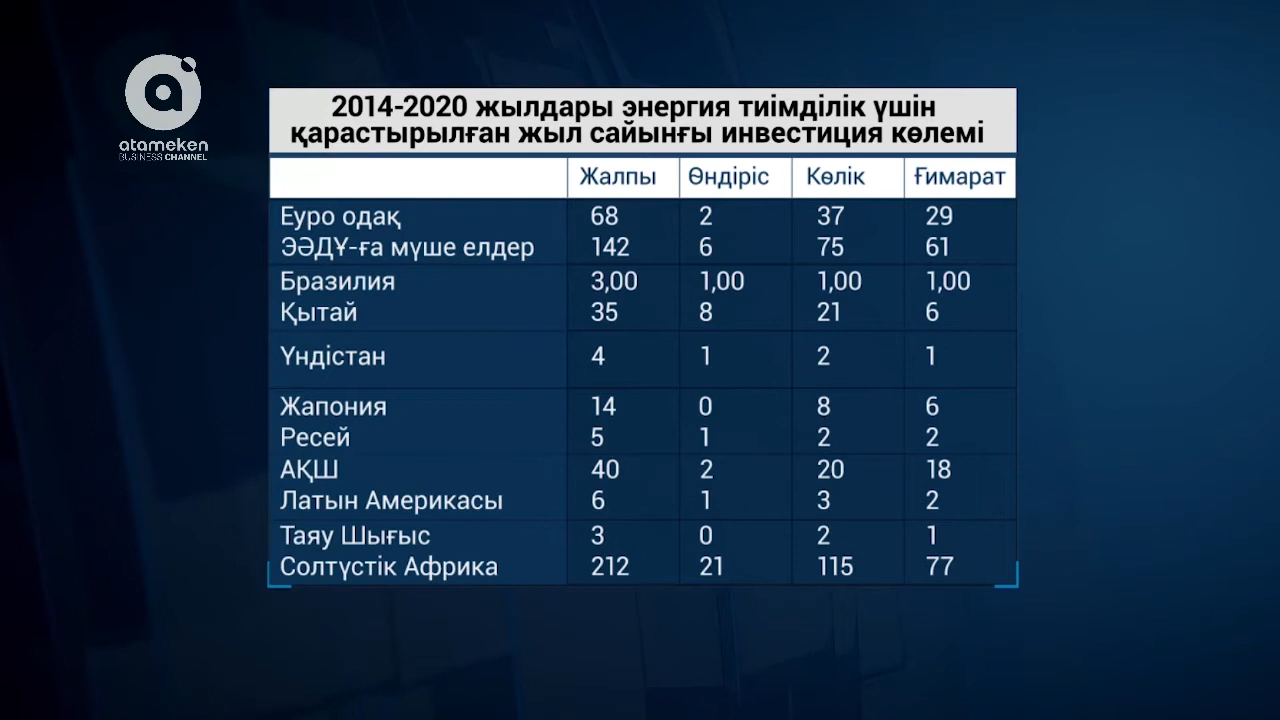 atameken
BUSINESS CHANNEL
2014-2020 жылдары энергия тиімділік үшін
қарастырылған жыл сайынғы инвестиция көлемі
Жалпы Өндіріс Көлік Ғимарат
Еуро одақ 68 2 37 29
ЭӘДҰ-ға мүше елдер 142 6 75 61
Бразилия 3,00 1,00 1,00 1,00
Қытай 35 8 21 6
Үндістан 4 1 2 1
Жапония 14 0 8 6
Ресей 5 1 2 2
АҚШ 40 2 20 18
Латын Америкасы 6 1 3 2
Таяу Шығыс 3 0 2 1
Солтүстік Африка 212 21 115 77